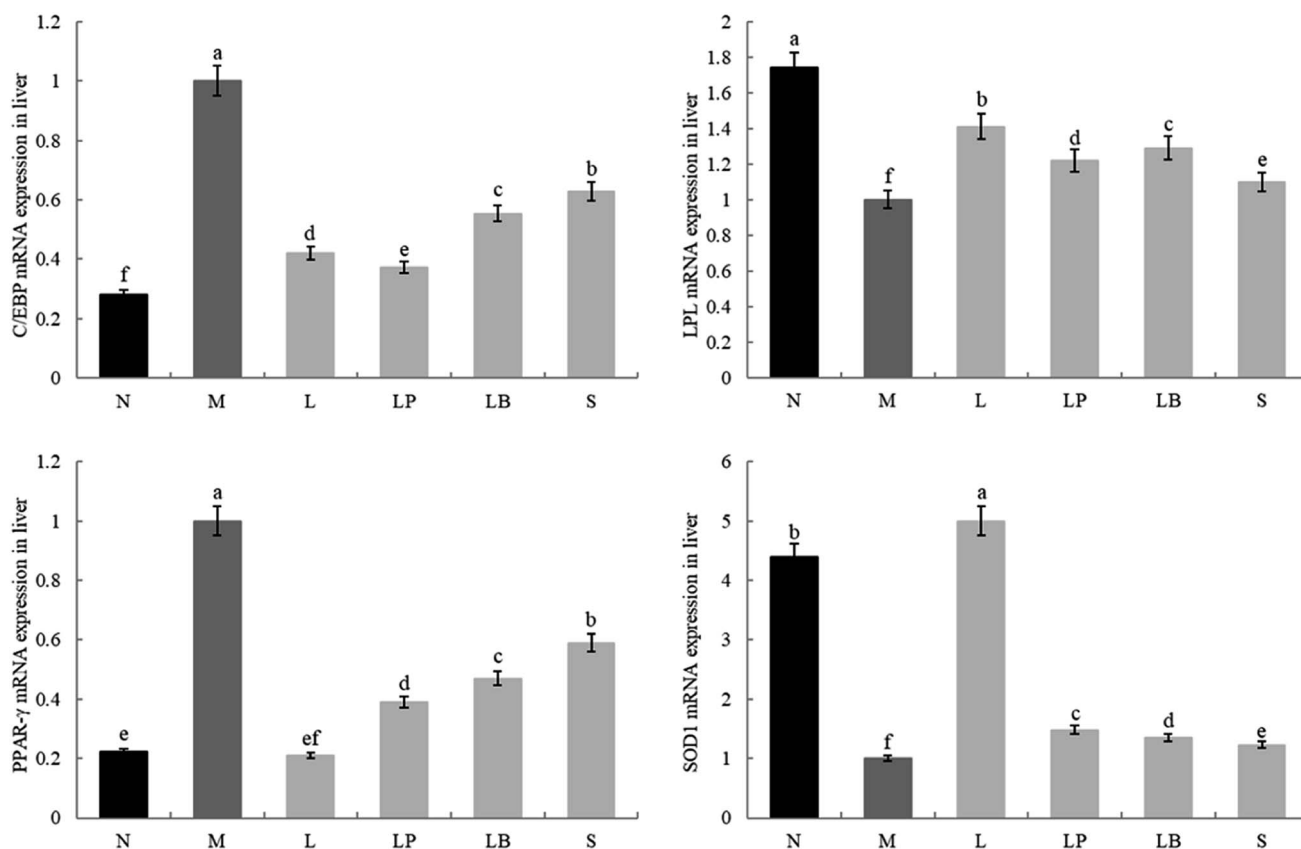 C/EBP mRNA expression in liver
1.2
1
0.8
0.6
0.4
0.2
0
f
a
d
e
c
b
N M L LP LB S
LPL mRNA expression in liver
2
1.8
1.6
1.4
1.2
1
0.8
0.6
0.4
0.2
0
a
f
b
d
c
e
N M L LP LB S
PPAR-γ mRNA expression in liver
1.2
1
0.8
0.6
0.4
0.2
0
e
a
ef
d
c
b
N M L LP LB S
SOD1 mRNA expression in liver
6
5
4
3
2
1
0
b
f
a
c
d
e
N M L LP LB S